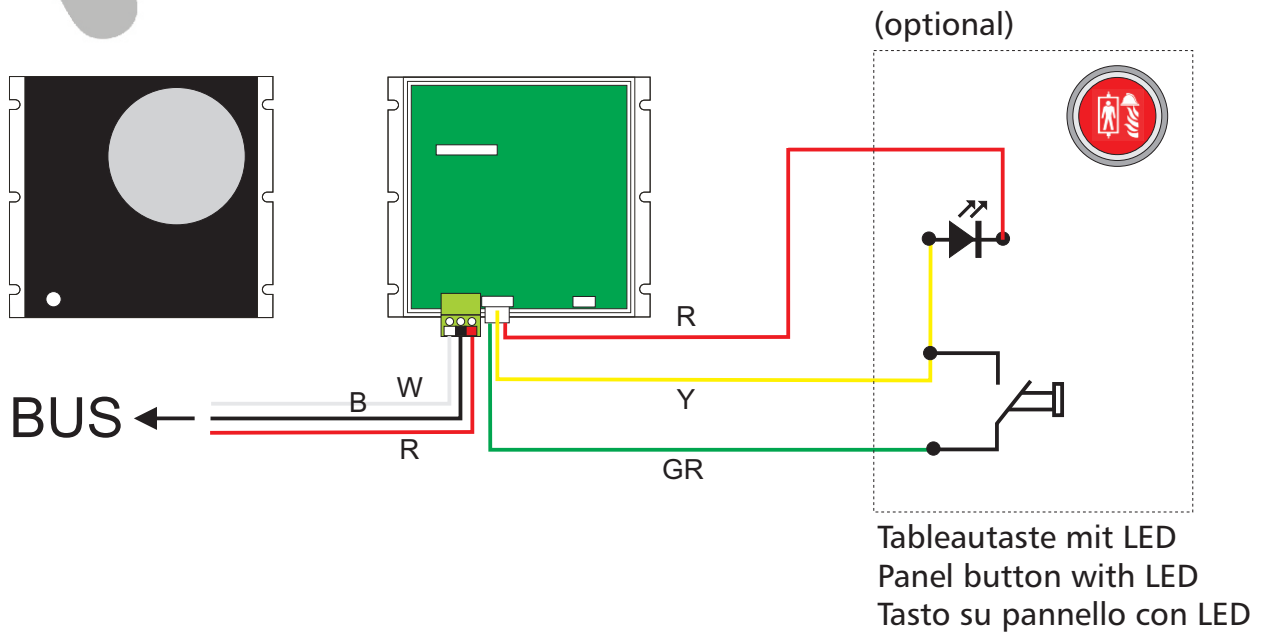 (optional)
R
W
B
Y
BUS
R
GR
Tableautaste mit LED
Panel button with LED
Tasto su pannello con LED